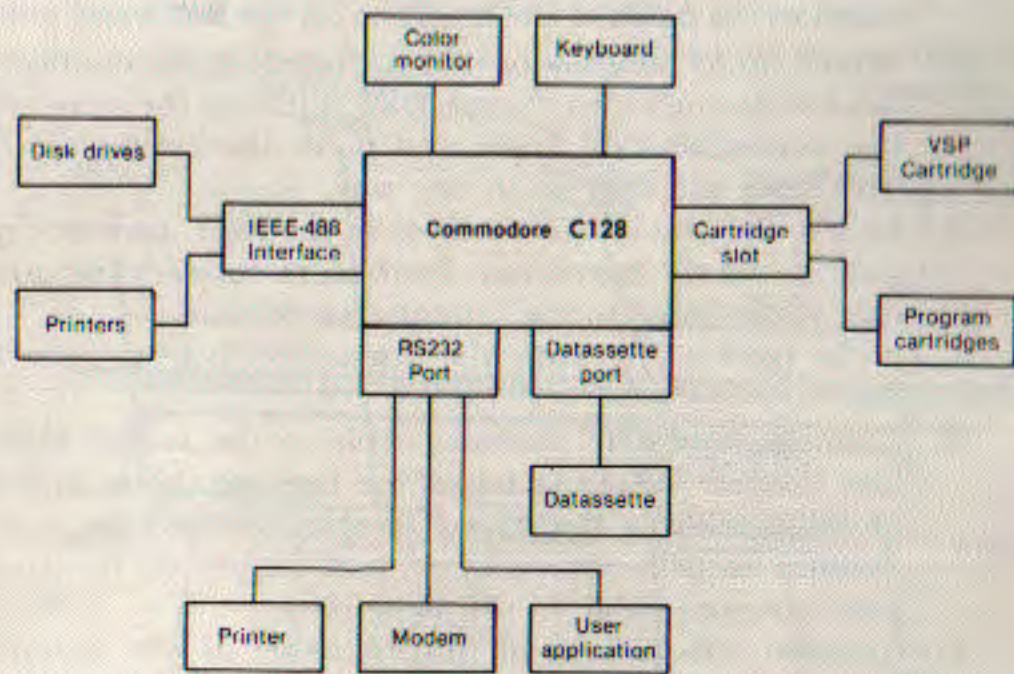 Color
monitor
Keyboard
Disk drives
VSP
Cartridge
IEEE-488
Interface
Commodore C128
Cartridge
slot
Printers
Program
cartridges
RS232
Port
Datassette
port
Datassette
Printer
Modem
User
application